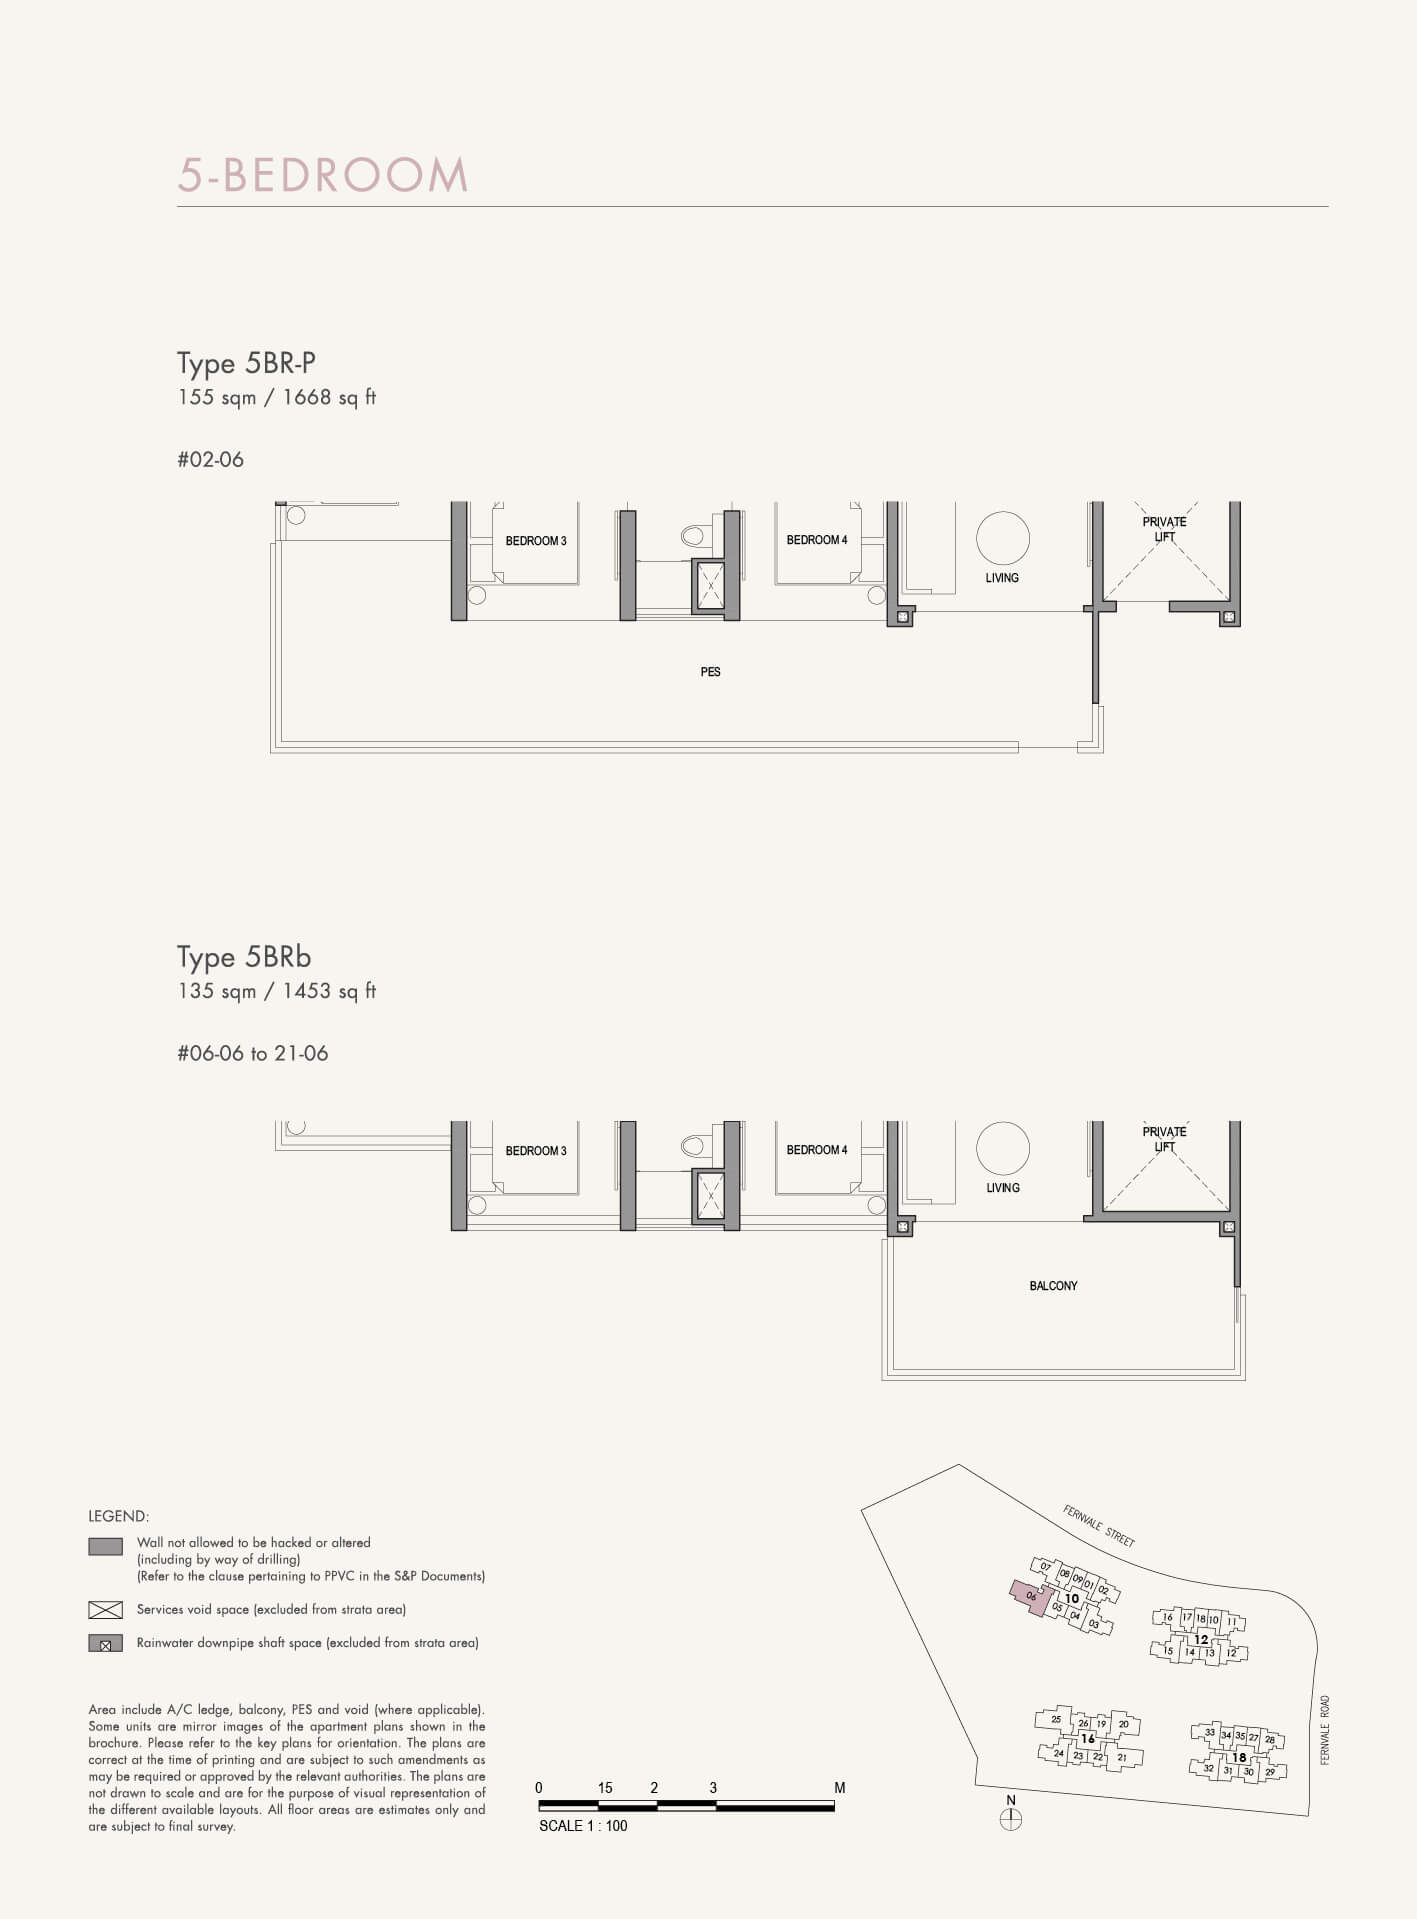 5-BEDROOM
Type 5BR-P
155 sqm / 1668 sq ft
#02-06
BEDROOM 3
BEDROOM 4
LIVING
PRIVATE
LIFT
PES
Type 5BRb
135 sqm / 1453 sq ft
#06-06 to 21-06
BEDROOM 3
BEDROOM 4
LIVING
PRIVATE
LIFT
BALCONY
LEGEND:
Wall not allowed to be hacked or altered
(including by way of drilling)
(Refer to the clause pertaining to PPVC in the S&P Documents)
Services void space (excluded from strata area)
Rainwater downpipe shaft space (excluded from strata area)
Area include A/C ledge, balcony, PES and void (where applicable).
Some units are mirror images of the apartment plans shown in the
brochure. Please refer to the key plans for orientation. The plans are
correct at the time of printing and are subject to such amendments as
may be required or approved by the relevant authorities. The plans are
not drawn to scale and are for the purpose of visual representation of
the different available layouts. All floor areas are estimates only and
are subject to final survey.
0 15 2 3 M
SCALE 1 : 100
FERNVALE STREET
07 08 09 01 02
06 10
05 04 03
16 17 18 10 11
12
15 14 13 12
25 26 19 20
16
24 23 22 21
33 34 35 27 28
18
32 31 30 29
FERNVALE ROAD
N